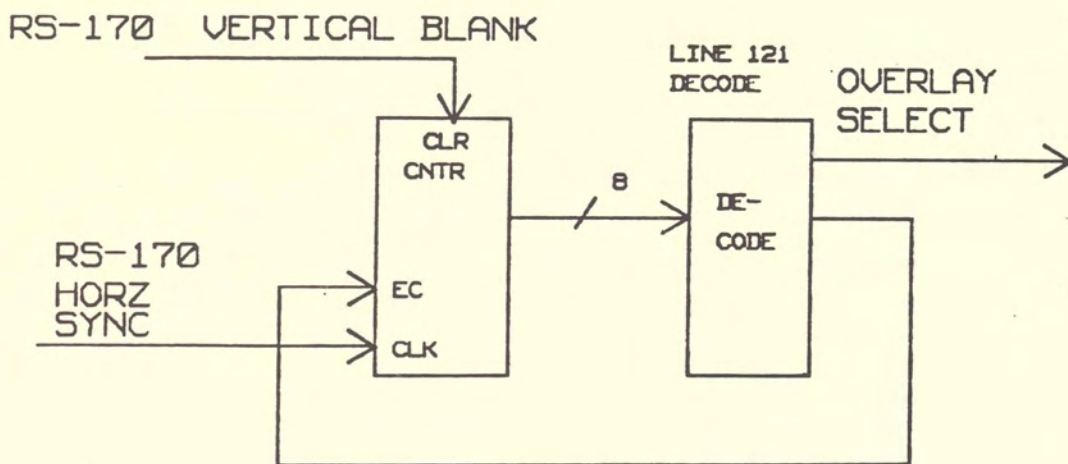 RS-170 VERTICAL BLANK
LINE 121
DECODE
OVERLAY
SELECT
CLR
CNTR
8
DE-
CODE
RS-170
HORZ
SYNC
EC
CLK